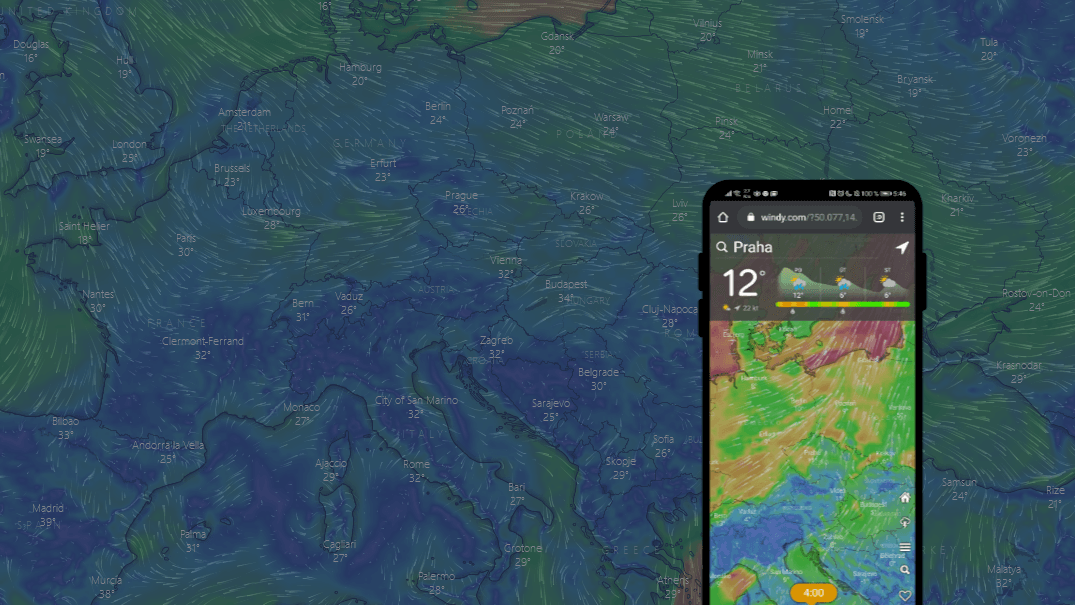 UNITED KINGDOM
16°
Douglas
16°
Hull
19°
Hamburg
20°
Gdansk
20°
Vilnius
20°
Smolensk
19°
Minsk
21°
Tula
20°
Bryansk
19°
BELARUS
Amsterdam
21°
THE NETHERLANDS
Berlin
24°
Poznań
24°
Warsaw
24°
POLAND
Pinsk
24°
Homel
22°
Swansea
19°
London
25°
GERMANY
Voronezh
23°
Brussels
23°
Erfurt
23°
Prague
26°
CZECHIA
Krakow
26°
Lviv
26°
Kharkiv
21°
Luxembourg
28°
Saint Helier
18°
Paris
30°
SLOVAKIA
Vienna
32°
AUSTRIA
Budapest
34°
HUNGARY
Nantes
30°
Bern
31°
Vaduz
26°
Cluj-Napoca
28°
Rostov-on-Don
24°
FRANCE
Clermont-Ferrand
32°
Zagreb
32°
CROATIA
SERBIA
Belgrade
30°
Krasnodar
29°
Monaco
27°
City of San Marino
32°
Sarajevo
25°
Bilbao
33°
Andorra la Vella
25°
ITALY
Sofia
26°
Ajaccio
29°
Rome
32°
Skopje
29°
Bari
27°
Samsun
24°
Rize
21°
Madrid
39°
SPAIN
Palma
31°
Cagliari
27°
Crotone
29°
GREECE
Murcia
38°
Palermo
28°
Athens
29°
Malatya
32°
100 %
5:46
windy.com/?50.077,14.
Praha
12°
22 kt
12°
6°
5°
4:00